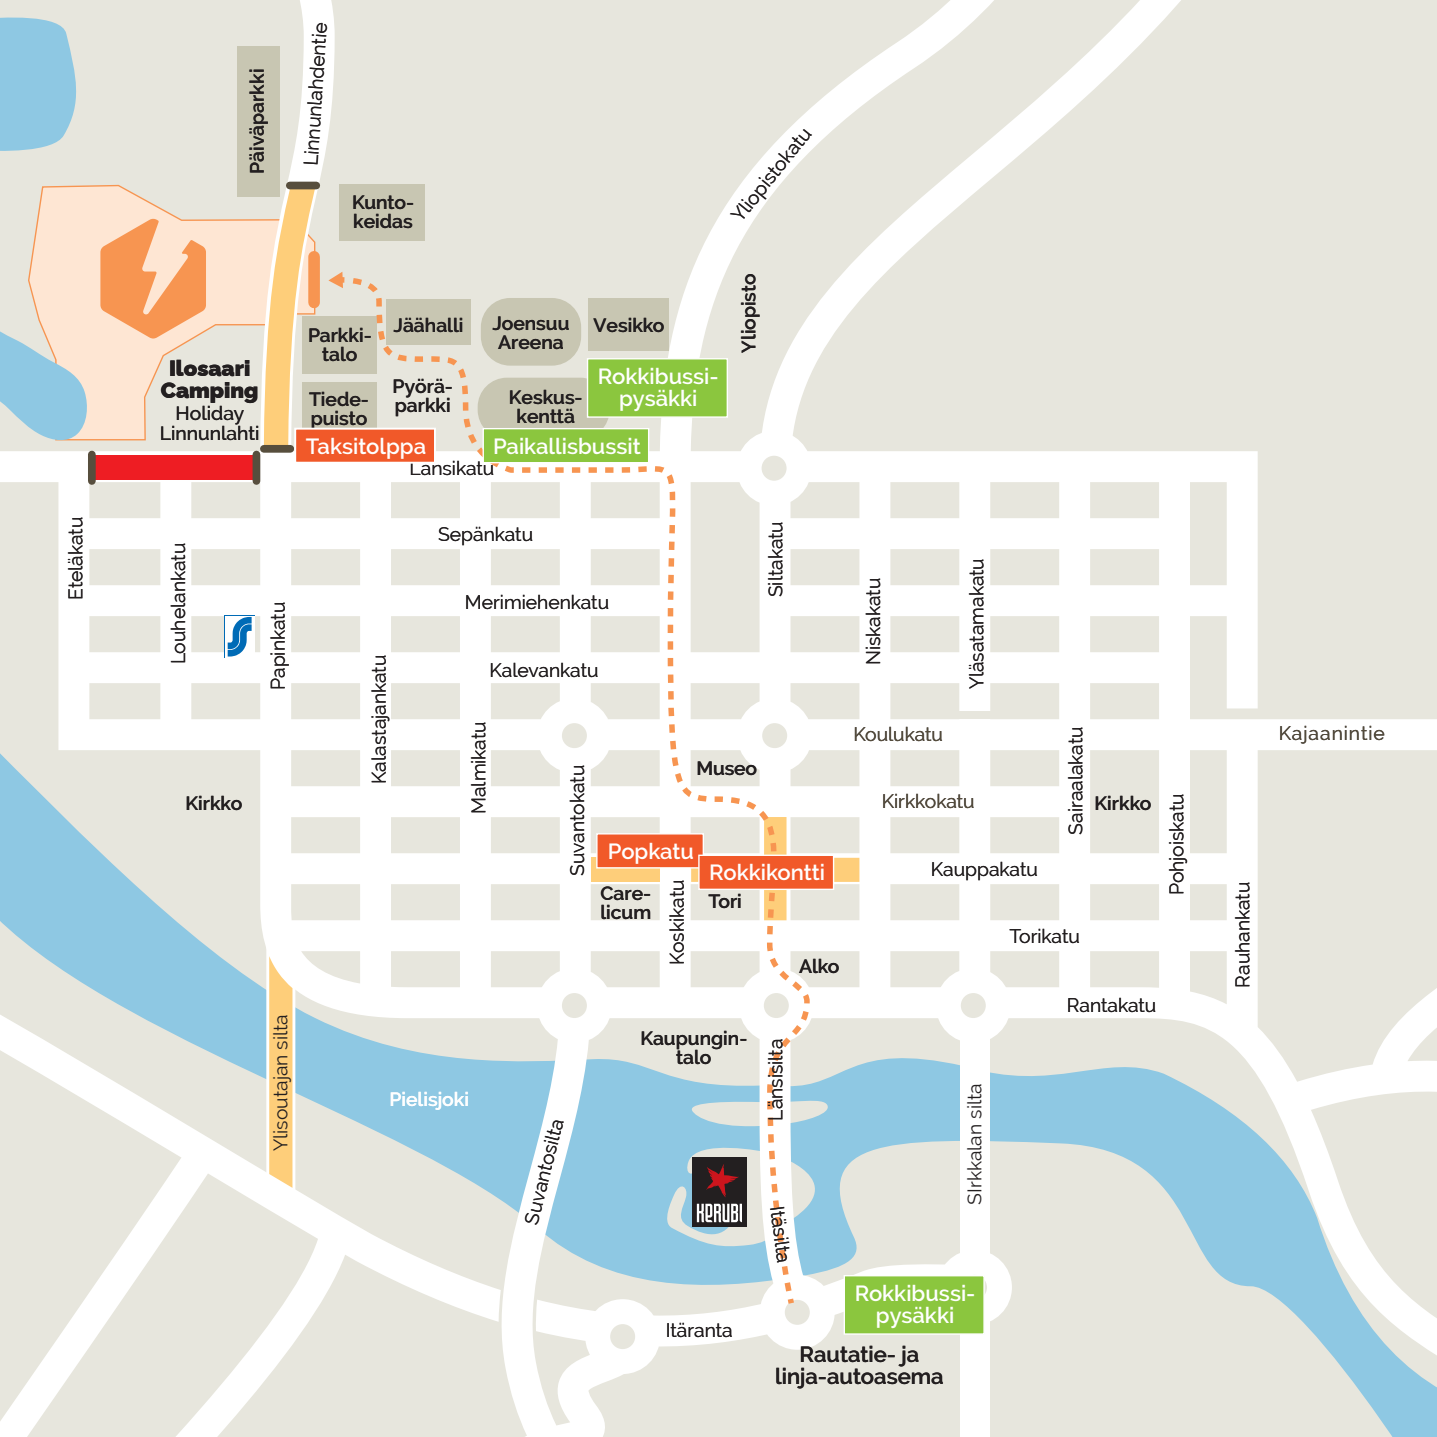 Linnunlahdentie
Päiväparkki
Kunto-
keidas
Yliopistokatu
Yliopisto
Parkki-
talo
Jäähalli
Joensuu
Areena
Vesikko
Ilosaari
Camping
Holiday
Linnunlahti
Tiede-
puisto
Pyörä-
parkki
Keskus-
kenttä
Rokkibussi-
pysäkki
Taksitolppa
Paikallisbussit
Länsikatu
Eteläkatu
Louhelankatu
Papinkatu
Sepänkatu
Siltakatu
Merimiehenkatu
Niskakatu
Yläsatamakatu
Kalastajankatu
Kalevankatu
Malmikatu
Koulukatu
Kajaanintie
Sairaalakatu
Museo
Kirkko
Suvantokatu
Kirkkokatu
Kirkko
Pohjoiskatu
Popkatu
Rokkikontti
Kauppakatu
Care-
licum
Koskikatu
Tori
Rauhankatu
Torikatu
Alko
Rantakatu
Ylisoutajan silta
Kaupungin-
talo
Länsisilta
Pielisjoki
SIrkkalan silta
Suvantosilta
KERUBI
Itäsilta
Rokkibussi-
pysäkki
Itäranta
Rautatie- ja
linja-autoasema